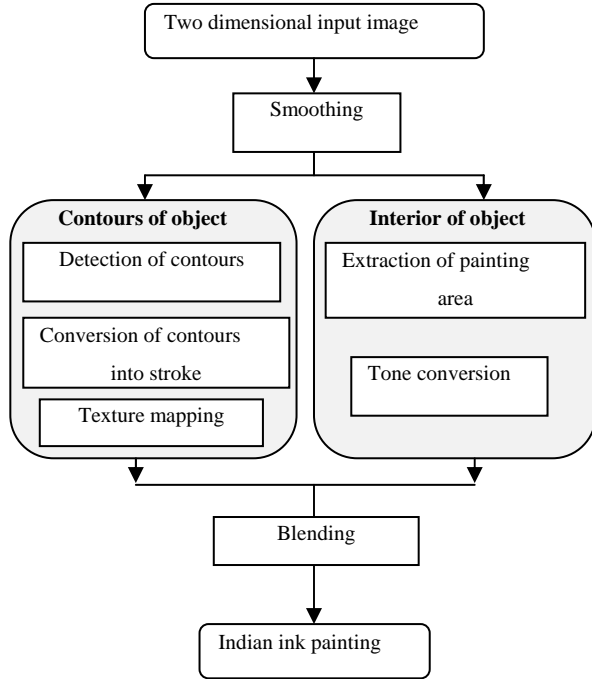 Two dimensional input image
Smoothing
Contours of object
Detection of contours
Conversion of contours
into stroke
Texture mapping
Interior of object
Extraction of painting
area
Tone conversion
Blending
Indian ink painting